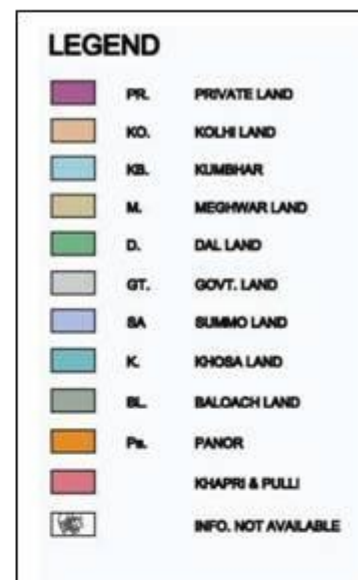 LEGEND
PR. PRIVATE LAND
KO. KOLHI LAND
KB. KUMBHAR
M. MEGHWAR LAND
D. DAL LAND
GT. GOVT. LAND
SA SUMMO LAND
K. KHOSA LAND
BL. BALOACH LAND
Pa. PANOR
KHAPRI & PULLI
INFO. NOT AVAILABLE